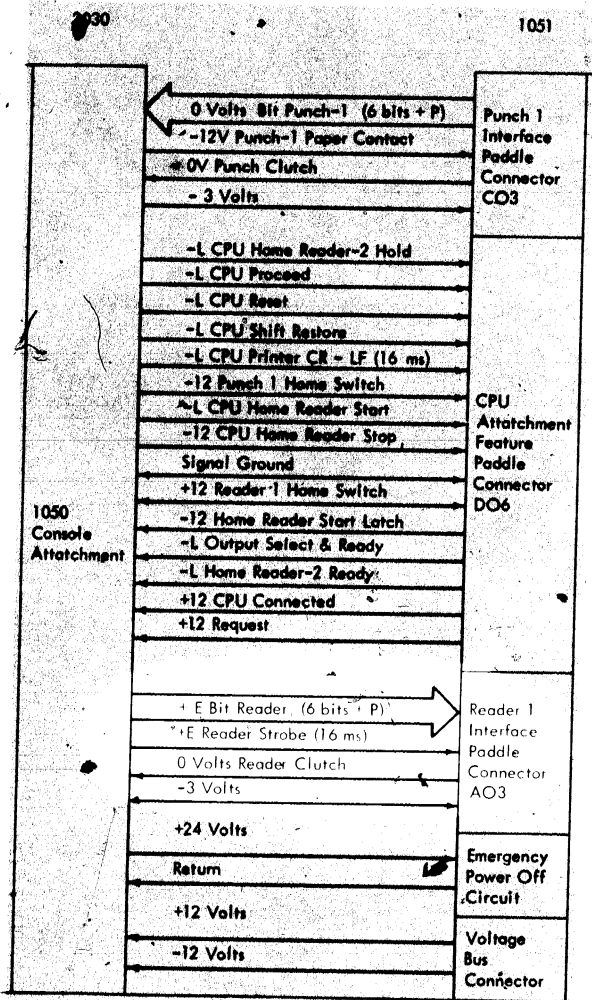 2030
1051
0 Volts Bit Punch-1 (6 bits + P)
-12V Punch-1 Paper Contact
0V Punch Clutch
- 3 Volts
Punch 1
Interface
Paddle
Connector
CO3
-L CPU Home Reader-2 Hold
-L CPU Proceed
-L CPU Reset
-L CPU Shift Restore
-L CPU Printer CR - LF (16 ms)
-12 Punch 1 Home Switch
-L CPU Home Reader Start
-12 CPU Home Reader Stop
Signal Ground
+12 Reader 1 Home Switch
-12 Home Reader Start Latch
-L Output Select & Ready
-L Home Reader-2 Ready
+12 CPU Connected
+12 Request
CPU
Attatchment
Feature
Paddle
Connector
DO6
1050
Console
Attatchment
+ E Bit Reader (6 bits + P)
+E Reader Strobe (16 ms)
0 Volts Reader Clutch
-3 Volts
Reader 1
Interface
Paddle
Connector
AO3
+24 Volts
Return
Emergency
Power Off
Circuit
+12 Volts
-12 Volts
Voltage
Bus
Connector